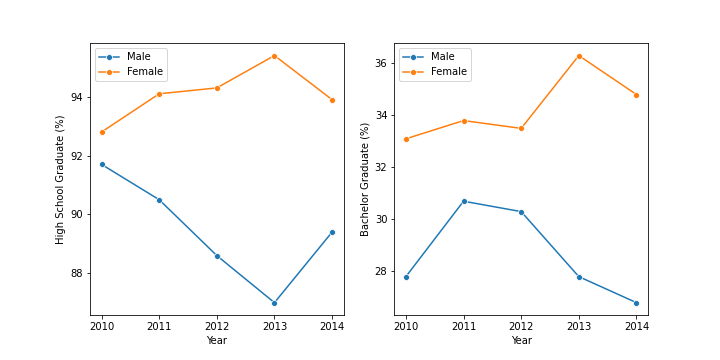 Male
Female
High School Graduate (%)
94
92
90
88
2010 2011 2012 2013 2014
Year
Male
Female
Bachelor Graduate (%)
36
34
32
30
28
2010 2011 2012 2013 2014
Year